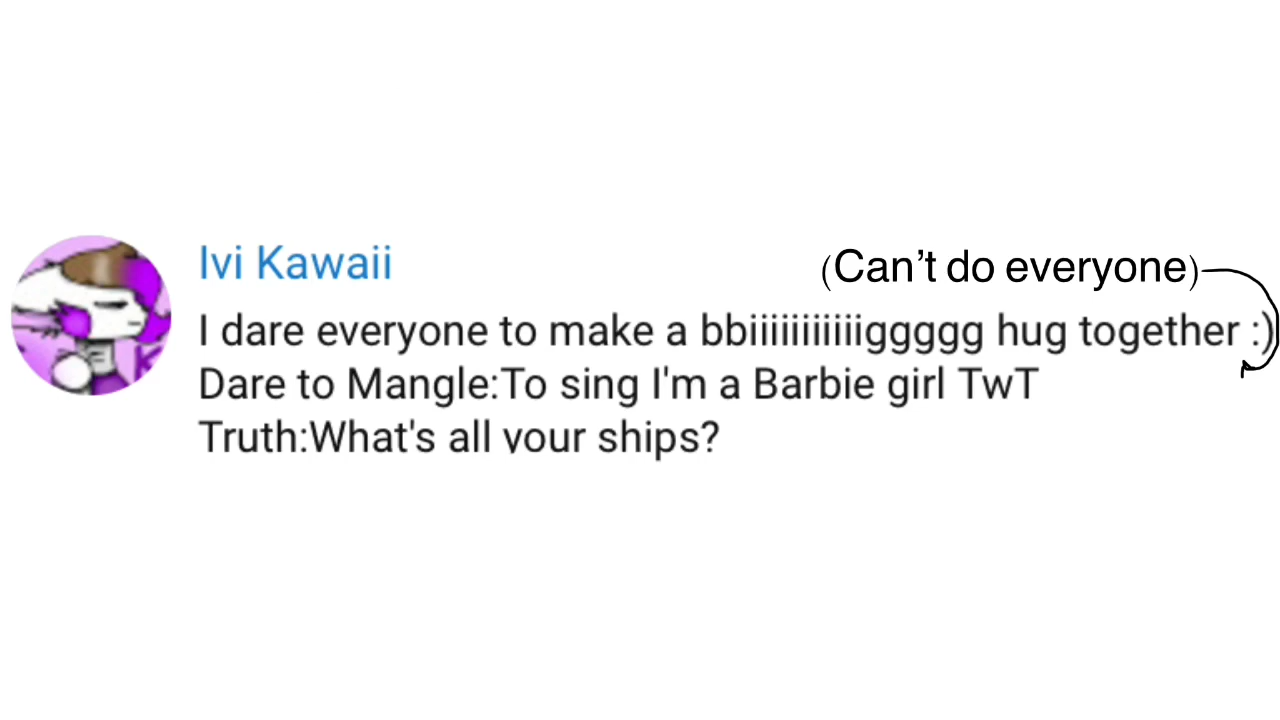 Ivi Kawaii
(Can't do everyone)
I dare everyone to make a bbiiiiiiiiiiiggggg hug together :)
Dare to Mangle:To sing I'm a Barbie girl TwT
Truth:What's all your ships?